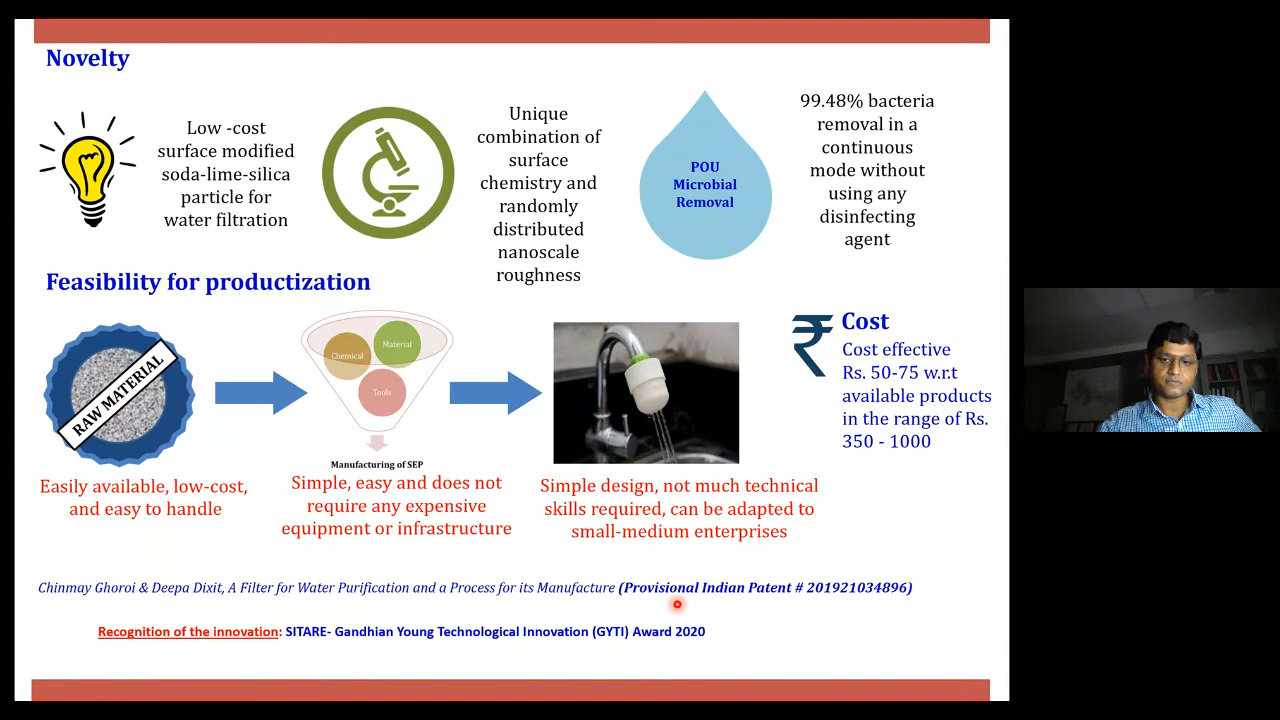 Novelty
Low -cost
surface modified
soda-lime-silica
particle for
water filtration
Unique
combination of
surface
chemistry and
randomly
distributed
nanoscale
roughness
POU
Microbial
Removal
99.48% bacteria
removal in a
continuous
mode without
using any
disinfecting
agent
Feasibility for productization
RAW MATERIAL
Easily available, low-cost,
and easy to handle
Chemical
Material
Tools
Manufacturing of SEP
Simple, easy and does not
require any expensive
equipment or infrastructure
Simple design, not much technical
skills required, can be adapted to
small-medium enterprises
₹ Cost
Cost effective
Rs. 50-75 w.r.t
available products
in the range of Rs.
350 - 1000
Chinmay Ghoroi & Deepa Dixit, A Filter for Water Purification and a Process for its Manufacture (Provisional Indian Patent # 201921034896)
Recognition of the innovation: SITARE- Gandhian Young Technological Innovation (GYTI) Award 2020